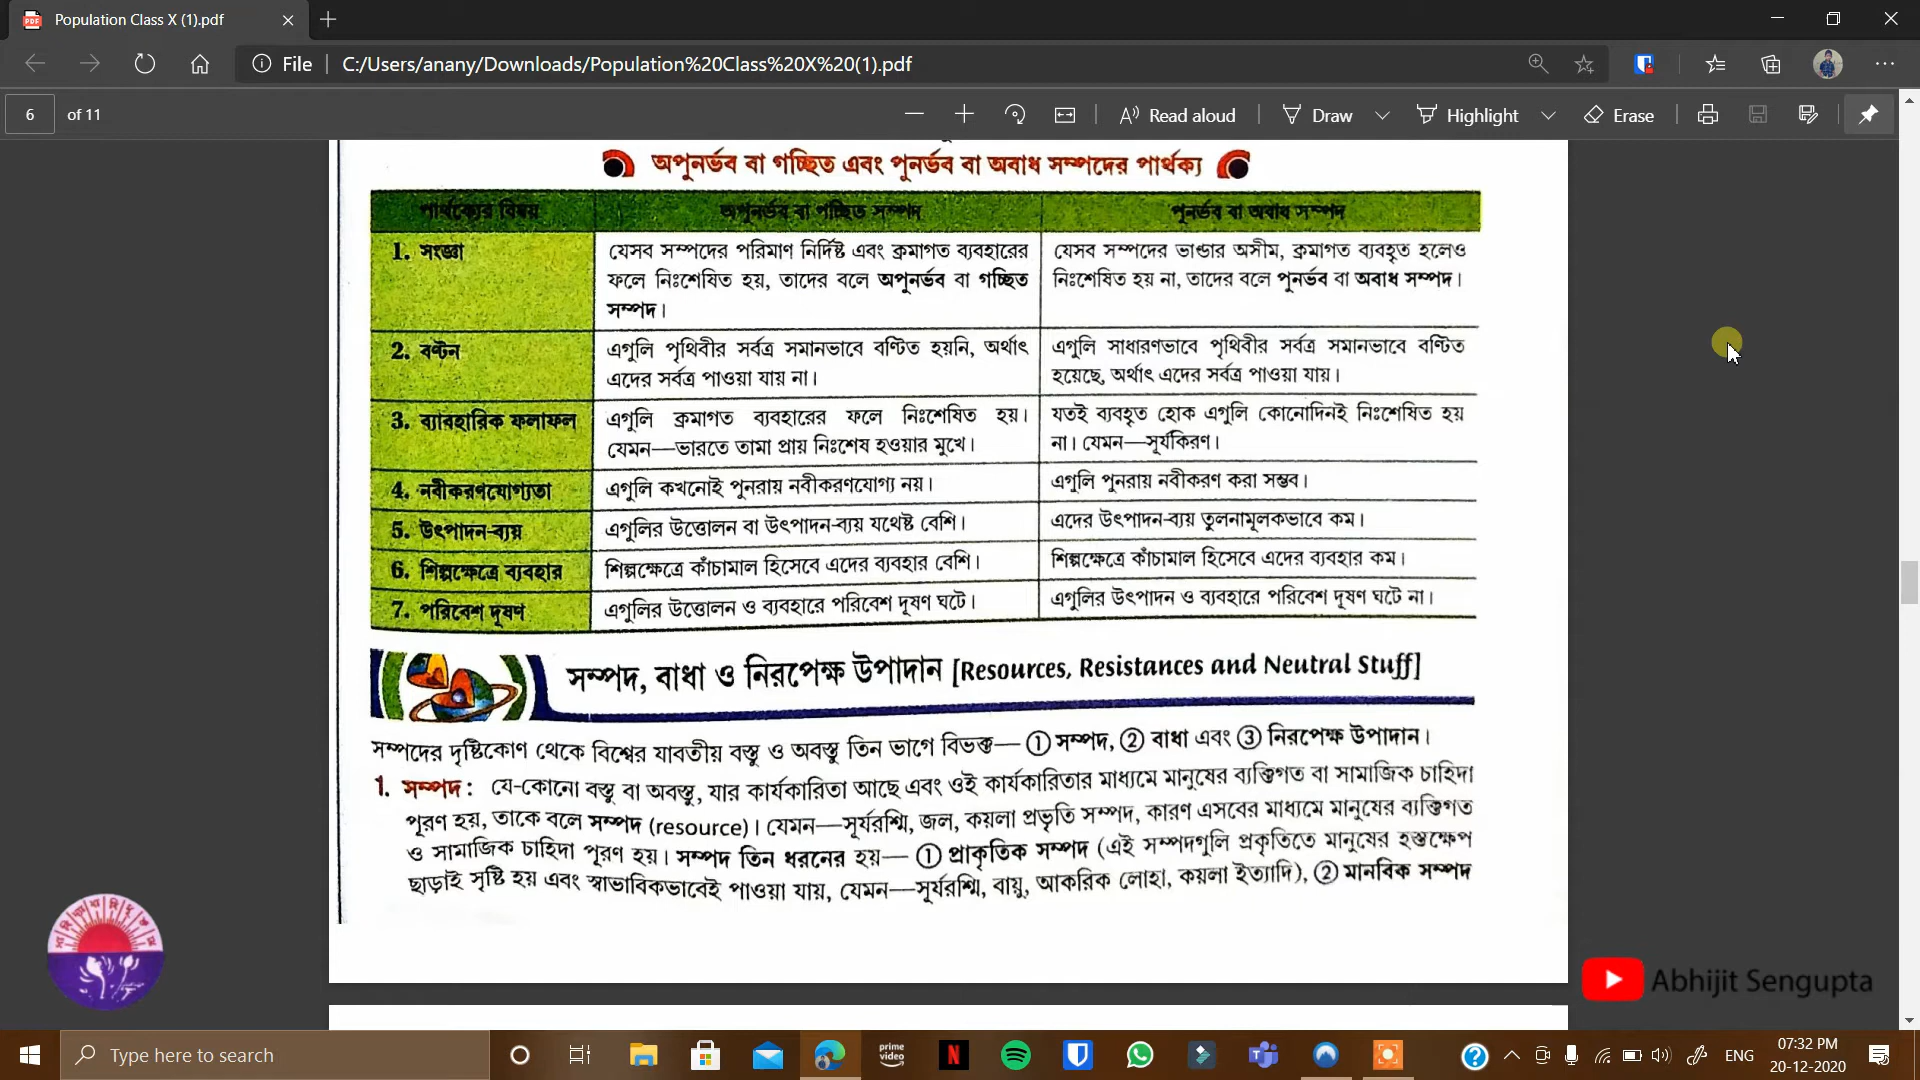 Population Class X (1).pdf
File
C:/Users/anany/Downloads/Population%20Class%20X%20(1).pdf
6 of 11
Read aloud
Draw
Highlight
Erase
অপুনর্ভব বা গচ্ছিত এবং পুনর্ভব বা অবাধ সম্পদের পার্থক্য
পার্থক্যের বিষয়
অপুনর্ভব বা গচ্ছিত সম্পদ
পুনর্ভব বা অবাধ সম্পদ
1. সংজ্ঞা
যেসব সম্পদের পরিমাণ নির্দিষ্ট এবং ক্রমাগত ব্যবহারের
ফলে নিঃশেষিত হয়, তাদের বলে অপুনর্ভব বা গচ্ছিত
সম্পদ।
যেসব সম্পদের ভাণ্ডার অসীম, ক্রমাগত ব্যবহৃত হলেও
নিঃশেষিত হয় না, তাদের বলে পুনর্ভব বা অবাধ সম্পদ।
2. বণ্টন
এগুলি পৃথিবীর সর্বত্র সমানভাবে বণ্টিত হয়নি, অর্থাৎ
এদের সর্বত্র পাওয়া যায় না।
এগুলি সাধারণভাবে পৃথিবীর সর্বত্র সমানভাবে বণ্টিত
হয়েছে, অর্থাৎ এদের সর্বত্র পাওয়া যায়।
3. ব্যাবহারিক ফলাফল
এগুলি ক্রমাগত ব্যবহারের ফলে নিঃশেষিত হয়।
যেমন—ভারতে তামা প্রায় নিঃশেষ হওয়ার মুখে।
যতই ব্যবহৃত হোক এগুলি কোনোদিনই নিঃশেষিত হয়
না। যেমন—সূর্যকিরণ।
4. নবীকরণযোগ্যতা
এগুলি কখনোই পুনরায় নবীকরণযোগ্য নয়।
এগুলি পুনরায় নবীকরণ করা সম্ভব।
5. উৎপাদন-ব্যয়
এগুলির উত্তোলন বা উৎপাদন-ব্যয় যথেষ্ট বেশি।
এদের উৎপাদন-ব্যয় তুলনামূলকভাবে কম।
6. শিল্পক্ষেত্রে ব্যবহার
শিল্পক্ষেত্রে কাঁচামাল হিসেবে এদের ব্যবহার বেশি।
শিল্পক্ষেত্রে কাঁচামাল হিসেবে এদের ব্যবহার কম।
7. পরিবেশ দূষণ
এগুলির উত্তোলন ও ব্যবহারে পরিবেশ দূষণ ঘটে।
এগুলির উৎপাদন ও ব্যবহারে পরিবেশ দূষণ ঘটে না।
সম্পদ, বাধা ও নিরপেক্ষ উপাদান [Resources, Resistances and Neutral Stuff]
সম্পদের দৃষ্টিকোণ থেকে বিশ্বের যাবতীয় বস্তু ও অবস্তু তিন ভাগে বিভক্ত— ① সম্পদ, ② বাধা এবং ③ নিরপেক্ষ উপাদান।
1. সম্পদ : যে-কোনো বস্তু বা অবস্তু, যার কার্যকারিতা আছে এবং ওই কার্যকারিতার মাধ্যমে মানুষের ব্যক্তিগত বা সামাজিক চাহিদা
পূরণ হয়, তাকে বলে সম্পদ (resource)। যেমন—সূর্যরশ্মি, জল, কয়লা প্রভৃতি সম্পদ, কারণ এসবের মাধ্যমে মানুষের ব্যক্তিগত
ও সামাজিক চাহিদা পূরণ হয়। সম্পদ তিন ধরনের হয়— ① প্রাকৃতিক সম্পদ (এই সম্পদগুলি প্রকৃতিতে মানুষের হস্তক্ষেপ
ছাড়াই সৃষ্টি হয় এবং স্বাভাবিকভাবেই পাওয়া যায়, যেমন—সূর্যরশ্মি, বায়ু, আকরিক লোহা, কয়লা ইত্যাদি), ② মানবিক সম্পদ
Abhijit Sengupta
Type here to search
prime video
N
ENG
07:32 PM
20-12-2020